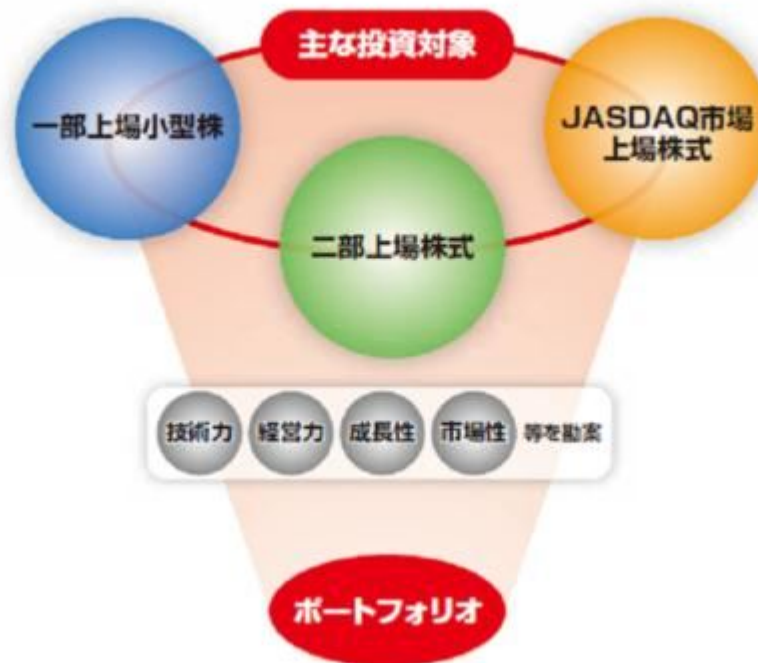 主な投資対象
一部上場小型株
JASDAQ市場
上場株式
二部上場株式
技術力 経営力 成長性 市場性 等を勘案
ポートフォリオ